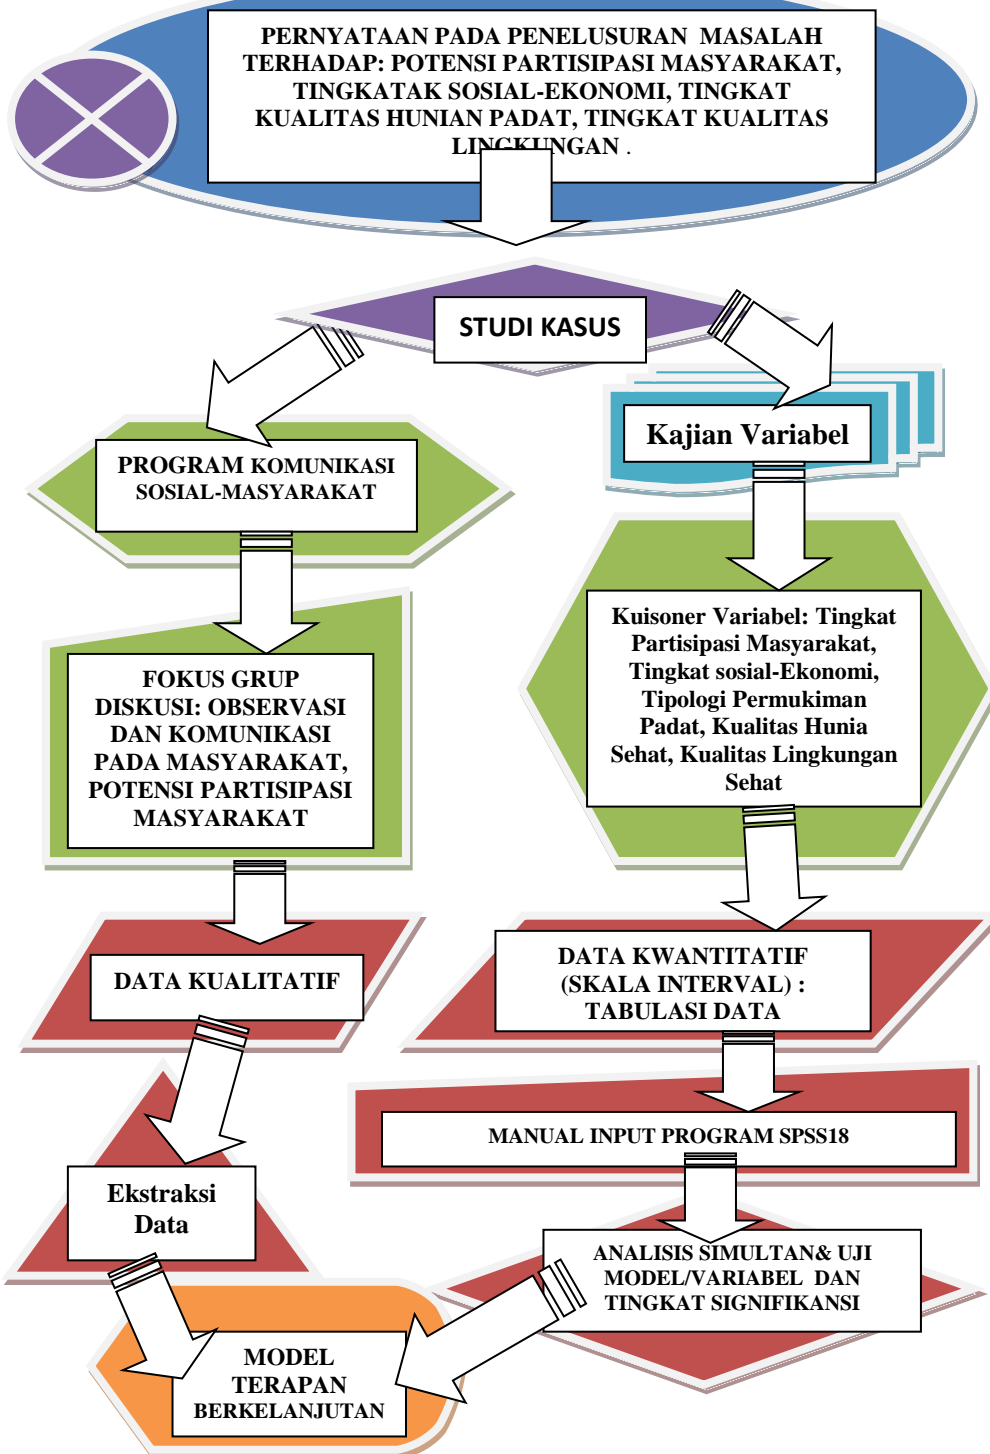 PERNYATAAN PADA PENELUSURAN MASALAH
TERHADAP: POTENSI PARTISIPASI MASYARAKAT,
TINGKATAK SOSIAL-EKONOMI, TINGKAT
KUALITAS HUNIAN PADAT, TINGKAT KUALITAS
LINGKUNGAN .
STUDI KASUS
PROGRAM KOMUNIKASI
SOSIAL-MASYARAKAT
Kajian Variabel
FOKUS GRUP
DISKUSI: OBSERVASI
DAN KOMUNIKASI
PADA MASYARAKAT,
POTENSI PARTISIPASI
MASYARAKAT
Kuisoner Variabel: Tingkat
Partisipasi Masyarakat,
Tingkat sosial-Ekonomi,
Tipologi Permukiman
Padat, Kualitas Hunia
Sehat, Kualitas Lingkungan
Sehat
DATA KUALITATIF
DATA KWANTITATIF
(SKALA INTERVAL) :
TABULASI DATA
MANUAL INPUT PROGRAM SPSS18
Ekstraksi
Data
ANALISIS SIMULTAN& UJI
MODEL/VARIABEL DAN
TINGKAT SIGNIFIKANSI
MODEL
TERAPAN
BERKELANJUTAN